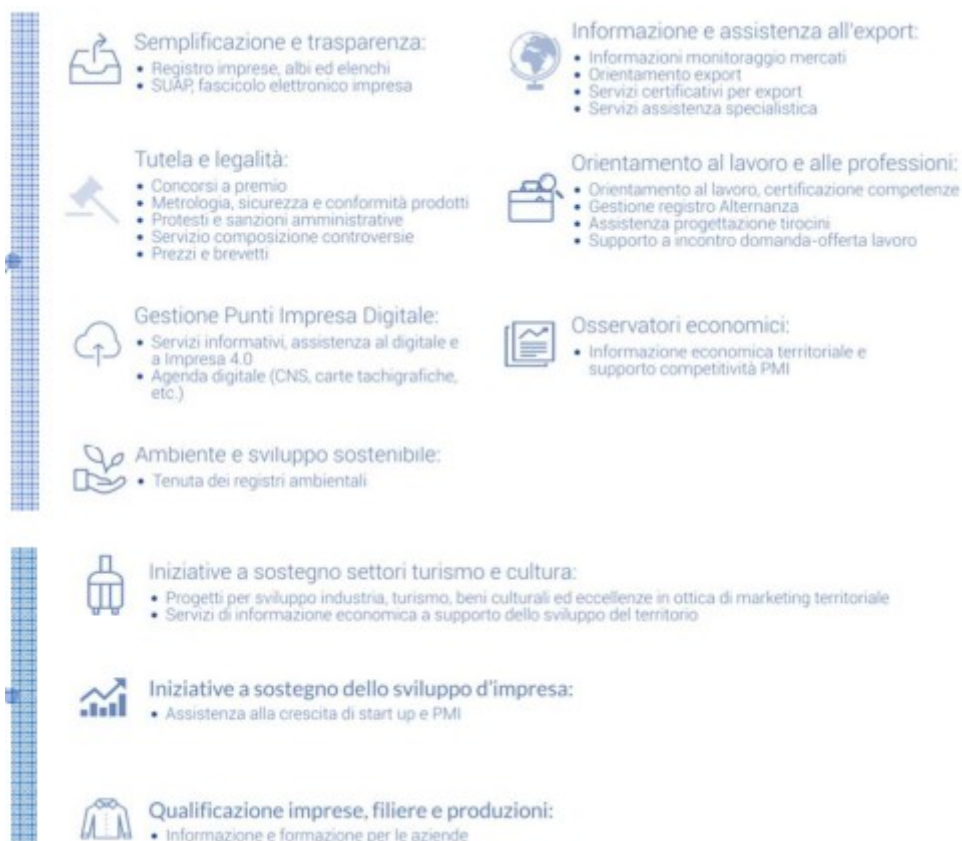 Semplificazione e trasparenza:
• Registro imprese, albi ed elenchi
• SUAP, fascicolo elettronico impresa
Informazione e assistenza all'export:
• Informazioni monitoraggio mercati
• Orientamento export
• Servizi certificativi per export
• Servizi assistenza specialistica
Tutela e legalità:
• Concorsi a premio
• Metrologia, sicurezza e conformità prodotti
• Protesti e sanzioni amministrative
• Servizio composizione controversie
• Prezzi e brevetti
Orientamento al lavoro e alle professioni:
• Orientamento al lavoro, certificazione competenze
• Gestione registro Alternanza
• Assistenza progettazione tirocini
• Supporto a incontro domanda-offerta lavoro
Gestione Punti Impresa Digitale:
• Servizi informativi, assistenza al digitale e
a Impresa 4.0
• Agenda digitale (CNS, carte tachigrafiche,
etc.)
Osservatori economici:
• Informazione economica territoriale e
supporto competitività PMI
Ambiente e sviluppo sostenibile:
• Tenuta dei registri ambientali
Iniziative a sostegno settori turismo e cultura:
• Progetti per sviluppo industria, turismo, beni culturali ed eccellenze in ottica di marketing territoriale
• Servizi di informazione economica a supporto dello sviluppo del territorio
Iniziative a sostegno dello sviluppo d'impresa:
• Assistenza alla crescita di start up e PMI
Qualificazione imprese, filiere e produzioni:
• Informazione e formazione per le aziende